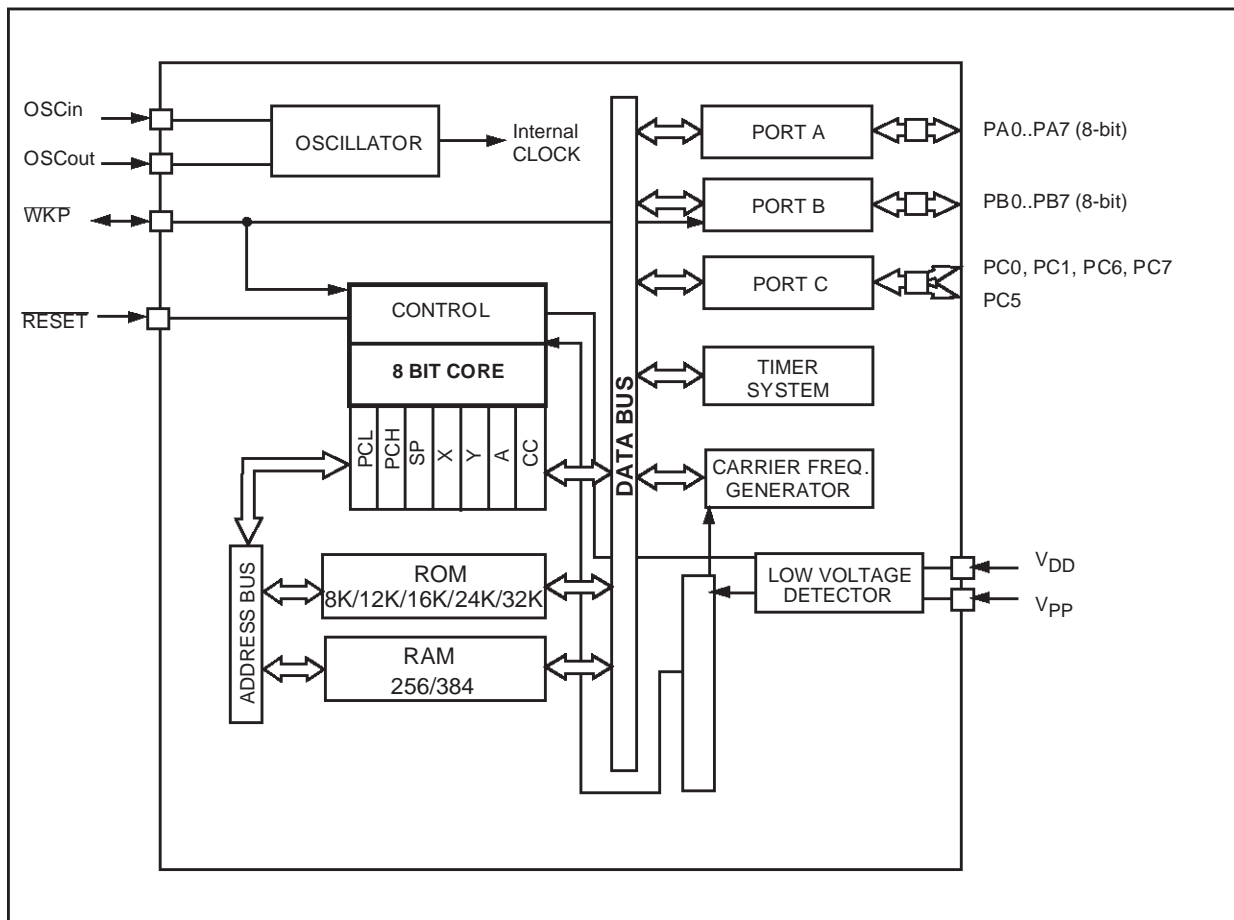 OSCin
OSCout
WKP
RESET
OSCILLATOR
Internal
CLOCK
CONTROL
8 BIT CORE
PCL
PCH
SP
X
Y
A
CC
ADDRESS BUS
ROM
8K/12K/16K/24K/32K
RAM
256/384
DATA BUS
PORT A
PA0..PA7 (8-bit)
PORT B
PB0..PB7 (8-bit)
PORT C
PC0, PC1, PC6, PC7
PC5
TIMER
SYSTEM
CARRIER FREQ.
GENERATOR
LOW VOLTAGE
DETECTOR
VDD
VPP